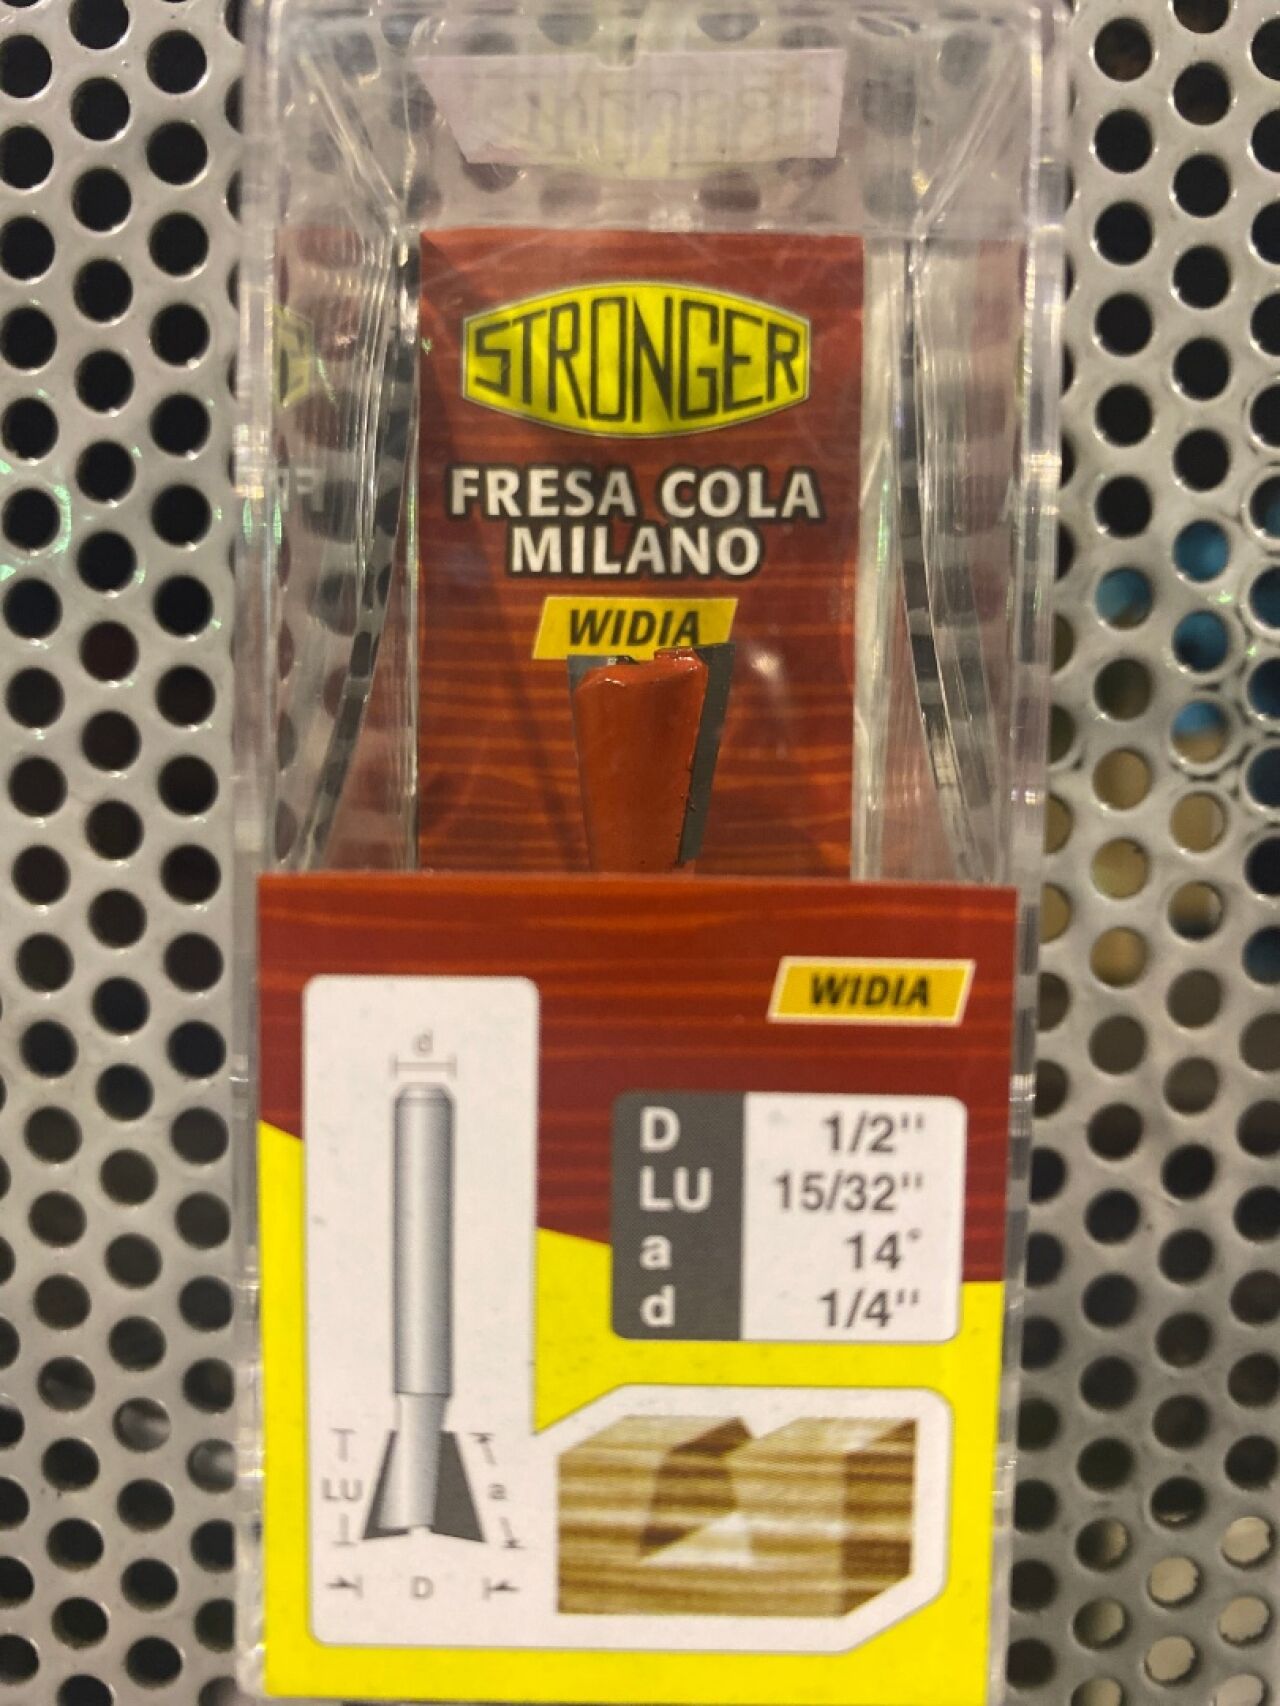 STRONGER
FRESA COLA
MILANO
WIDIA
WIDIA
d
D 1/2"
LU 15/32"
a 14°
d 1/4"
LU
a
D